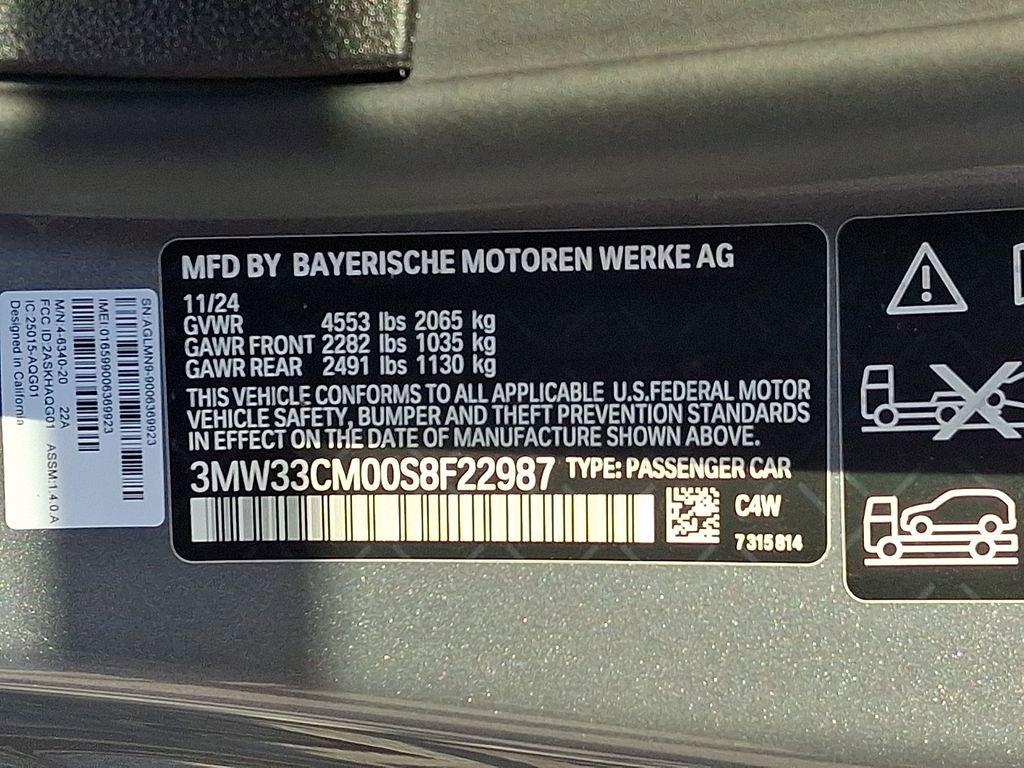 MFD BY BAYERISCHE MOTOREN WERKE AG
11/24
GVWR 4553 lbs 2065 kg
GAWR FRONT 2282 lbs 1035 kg
GAWR REAR 2491 lbs 1130 kg
THIS VEHICLE CONFORMS TO ALL APPLICABLE U.S.FEDERAL MOTOR
VEHICLE SAFETY, BUMPER AND THEFT PREVENTION STANDARDS
IN EFFECT ON THE DATE OF MANUFACTURE SHOWN ABOVE.
3MW33CM00S8F22987 TYPE: PASSENGER CAR
C4W
7315814
SN AGLMN9-9006369923
IMEI 016599006369923
M/N 4-6340-20 22A
FCC ID:2ASKHAQG01 ASSM:1.4.0.A
IC:25015-AQG01
Designed in California